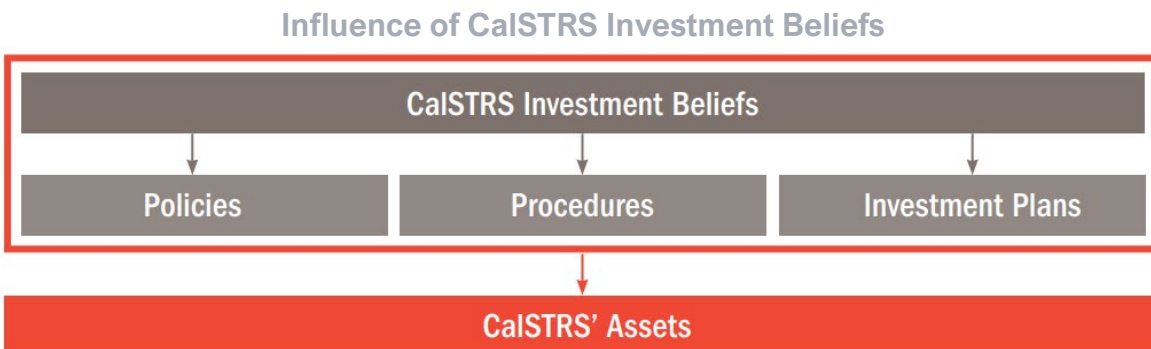 Influence of CalSTRS Investment Beliefs
CalSTRS Investment Beliefs
Policies
Procedures
Investment Plans
CalSTRS' Assets